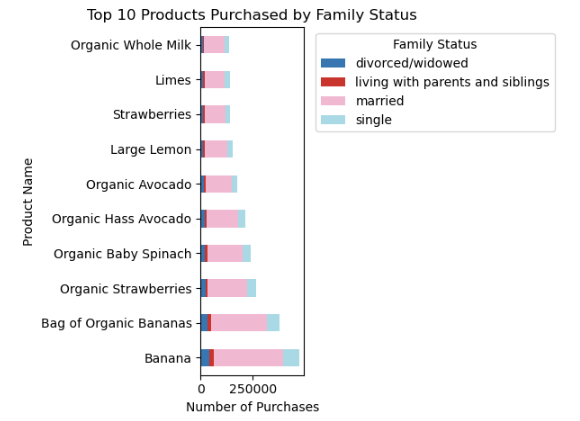 Top 10 Products Purchased by Family Status
Organic Whole Milk
Limes
Strawberries
Large Lemon
Organic Avocado
Organic Hass Avocado
Organic Baby Spinach
Organic Strawberries
Bag of Organic Bananas
Banana
Product Name
0
250000
Number of Purchases
Family Status
divorced/widowed
living with parents and siblings
married
single